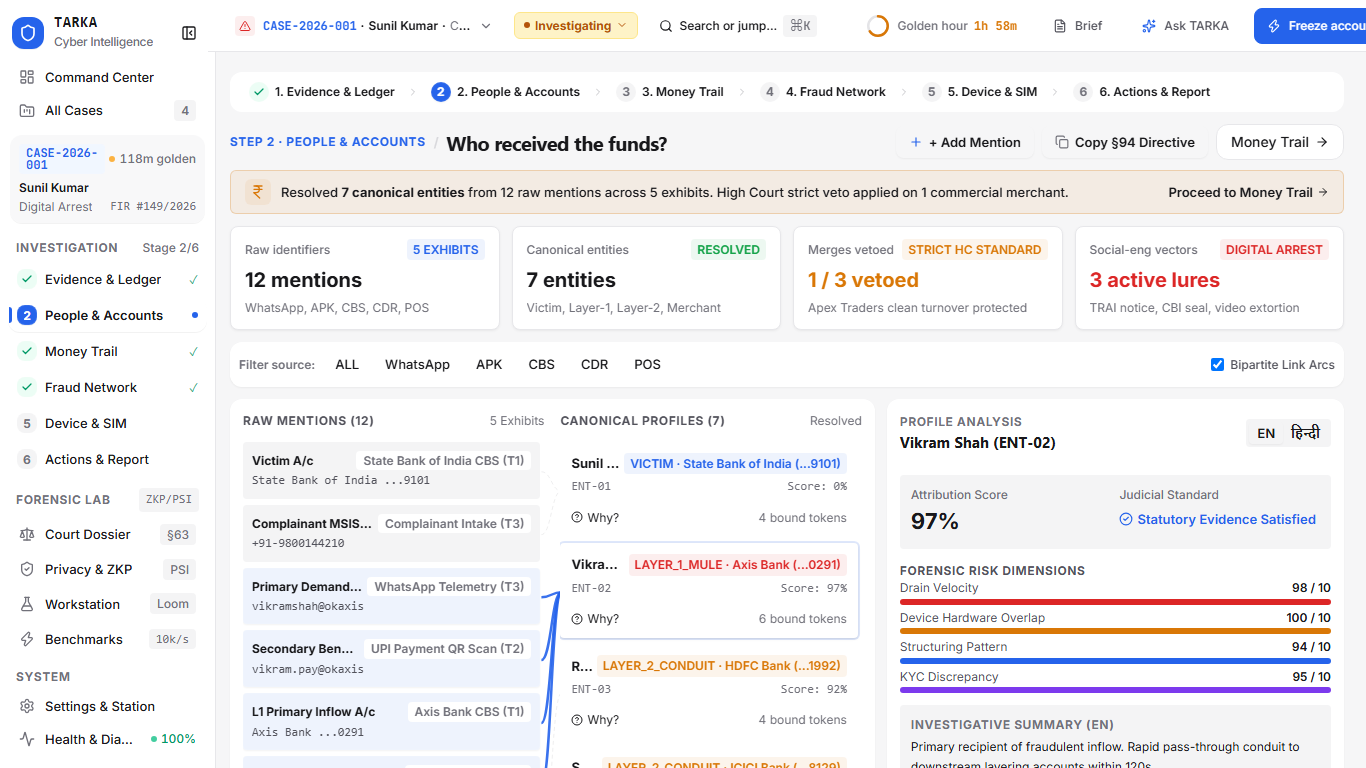 TARKA
Cyber Intelligence
Command Center
All Cases 4
CASE-2026-001 118m golden
Sunil Kumar
Digital Arrest FIR #149/2026
INVESTIGATION Stage 2/6
Evidence & Ledger ✓
2 People & Accounts
Money Trail ✓
Fraud Network ✓
5 Device & SIM
6 Actions & Report
FORENSIC LAB ZKP/PSI
Court Dossier §63
Privacy & ZKP PSI
Workstation Loom
Benchmarks 10k/s
SYSTEM
Settings & Station
Health & Dia... 100%
CASE-2026-001 · Sunil Kumar · C...
Investigating
Search or jump... ⌘K
Golden hour 1h 58m
Brief
Ask TARKA
Freeze accou
1. Evidence & Ledger
2 2. People & Accounts
3 3. Money Trail
4 4. Fraud Network
5 5. Device & SIM
6 6. Actions & Report
STEP 2 · PEOPLE & ACCOUNTS / Who received the funds?
+ + Add Mention
Copy §94 Directive
Money Trail →
₹ Resolved 7 canonical entities from 12 raw mentions across 5 exhibits. High Court strict veto applied on 1 commercial merchant.
Proceed to Money Trail →
Raw identifiers 5 EXHIBITS
12 mentions
WhatsApp, APK, CBS, CDR, POS
Canonical entities RESOLVED
7 entities
Victim, Layer-1, Layer-2, Merchant
Merges vetoed STRICT HC STANDARD
1 / 3 vetoed
Apex Traders clean turnover protected
Social-eng vectors DIGITAL ARREST
3 active lures
TRAI notice, CBI seal, video extortion
Filter source: ALL WhatsApp APK CBS CDR POS
Bipartite Link Arcs
RAW MENTIONS (12) 5 Exhibits
Victim A/c State Bank of India CBS (T1)
State Bank of India ...9101
Complainant MSIS... Complainant Intake (T3)
+91-9800144210
Primary Demand... WhatsApp Telemetry (T3)
vikramshah@okaxis
Secondary Ben... UPI Payment QR Scan (T2)
vikram.pay@okaxis
L1 Primary Inflow A/c Axis Bank CBS (T1)
Axis Bank ...0291
CANONICAL PROFILES (7) Resolved
Sunil ... VICTIM · State Bank of India (...9101)
ENT-01 Score: 0%
Why? 4 bound tokens
Vikra... LAYER_1_MULE · Axis Bank (...0291)
ENT-02 Score: 97%
Why? 6 bound tokens
R... LAYER_2_CONDUIT · HDFC Bank (...1992)
ENT-03 Score: 92%
Why? 4 bound tokens
S... LAYER_2_CONDUIT · ICICI Bank (...8129)
PROFILE ANALYSIS
Vikram Shah (ENT-02)
EN हिन्दी
Attribution Score
97%
Judicial Standard
Statutory Evidence Satisfied
FORENSIC RISK DIMENSIONS
Drain Velocity 98 / 10
Device Hardware Overlap 100 / 10
Structuring Pattern 94 / 10
KYC Discrepancy 95 / 10
INVESTIGATIVE SUMMARY (EN)
Primary recipient of fraudulent inflow. Rapid pass-through conduit to
downstream layering accounts within 120s.